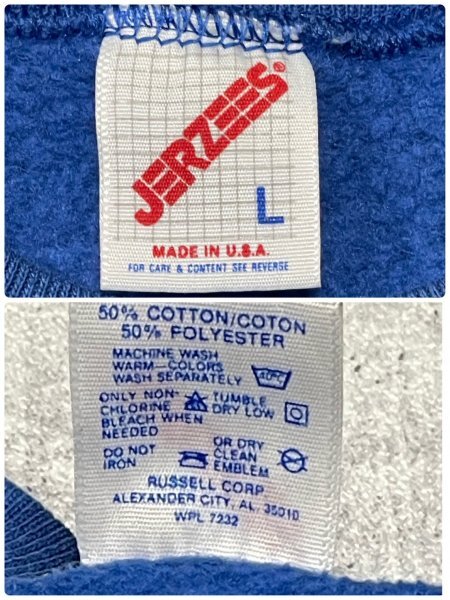 JERZEES®
L
MADE IN U.S.A.
FOR CARE & CONTENT SEE REVERSE
50% COTTON/COTON
50% POLYESTER
MACHINE WASH
WARM-COLORS
WASH SEPARATELY
40°C
ONLY NON-
CHLORINE
BLEACH WHEN
NEEDED
TUMBLE
DRY LOW
DO NOT
IRON
OR DRY
CLEAN
EMBLEM
RUSSELL CORP.
ALEXANDER CITY, AL. 35010
WPL 7232